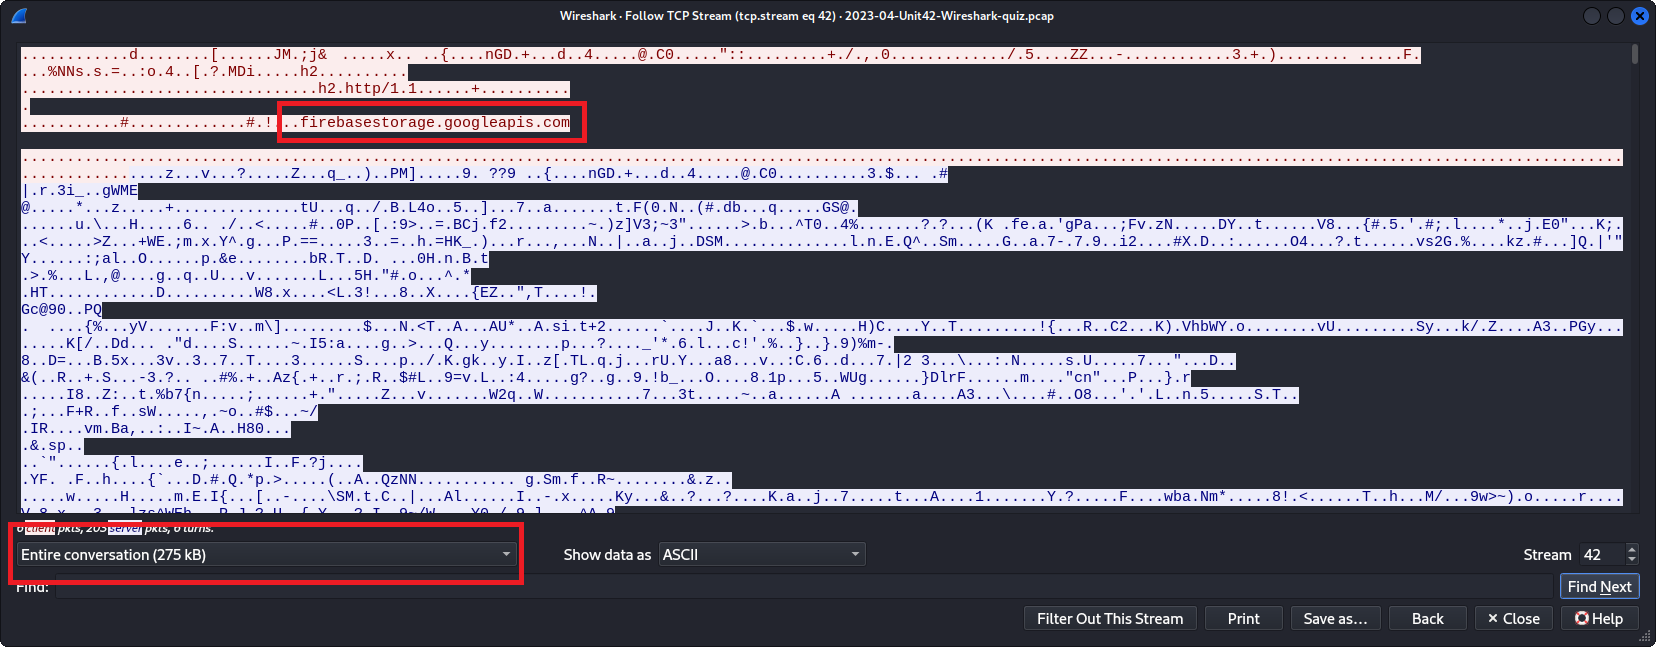 Wireshark · Follow TCP Stream (tcp.stream eq 42) · 2023-04-Unit42-Wireshark-quiz.pcap
............d........[......JM.;j& .....x.. ..{....nGD.+...d..4.....@.C0.....":::.........+./.,.0............./.5....ZZ...-............3.+.)........ .....F.
...%NNs.s.=..:o.4..[.?.MDi.....h2..........
.................................h2.http/1.1......+..........
.
...........#.............#.!...firebasestorage.googleapis.com
................z...v...?.....Z...q_..)..PM].....9. ??9 ..{....nGD.+...d..4.....@.C0..........3.$... .#
|.r.3i_..gWME
@.....*...z.....+..............tU...q../.B.L4o..5..]...7..a.......t.F(0.N..(#.db...q.....GS@.
......u.\...H.....6.. ./...<.....#..0P..[.:9>..=.BCj.f2.........~.)z]V3;~3"......>.b...^T0..4%.......?.?...(K .fe.a.'gPa...;Fv.zN.....DY..t......V8...{#.5.'.#;.l....*..j.E0"...K;.
..<.....>Z...+WE.;m.x.Y^.g...P.==.....3..=..h.=HK_.)...r...,...N..|..a..j..DSM..............l.n.E.Q^..Sm.....G..a.7-7.9..i2....#X.D..:......O4...?.t......vs2G.%....kz.#...]Q.|'"
Y......:;al..O......p.&e........bR.T..D. ...0H.n.B.t
.>.%...L.,@....g..q..U...v.......L...5H."#.o...^.*
.HT............D..........W8.x....<L.3!...8..X....{EZ..",T....!.
Gc@90..PQ
. ....{%...yV.......F:v..m\].........$...N.<T..A...AU*..A.si.t+2......`....J..K.`...$.w.....H)C....Y..T.........!{...R..C2...K).VhbWY.o........vU.........Sy...k/.Z....A3..PGy...
.....K[/..Dd... ."d....S......~.I5:a....g..>...Q...y........p...?...._'*.6.l...c!'.%..}..}.9)%m-.
8..D=...B.5x...3v..3..7..T....3......S....p../.K.gk..y.I..z[.TL.q.j...rU.Y...a8...v..:C.6..d...7.|2 3...\...:.N.....s.U.....7..."...D..
&(..R..+.S...-3.?.. ..#%.+..Az{.+..r.;.R..$#L..9=v.L..:4.....g?..g..9.!b_...O....8.1p...5..WUg......}DlrF......m...."cn"...P...}.r
.....I8..Z:..t.%b7{n.....;......+.".....Z...v.......W2q..W...........7...3t.....~..a......A .......a....A3...\....#..O8...'.'.L..n.5.....S.T..
.;...F+R..f..sW.....,.~o..#$...~/
.IR....vm.Ba,..:..I~.A..H80...
.&.sp..
..`"......{.l....e..;......I..F.?j....
.YF. .F..h....{`...D.#.Q.*p.>.....(..A..QzNN........... g.Sm.f..R~........&.z..
.....w.....H.....m.E.I{...[..-....\SM.t.C..|...Al......I..-.x.....Ky...&..?...?....K.a..j..7.....t...A....1.......Y.?.....F....wba.Nm*.....8!.<......T..h...M/...9w>~).o.....r....
6 client pkts, 203 server pkts, 6 turns.
Entire conversation (275 kB)
Show data as ASCII
Stream 42
Find:
Find Next
Filter Out This Stream
Print
Save as…
Back
× Close
Help